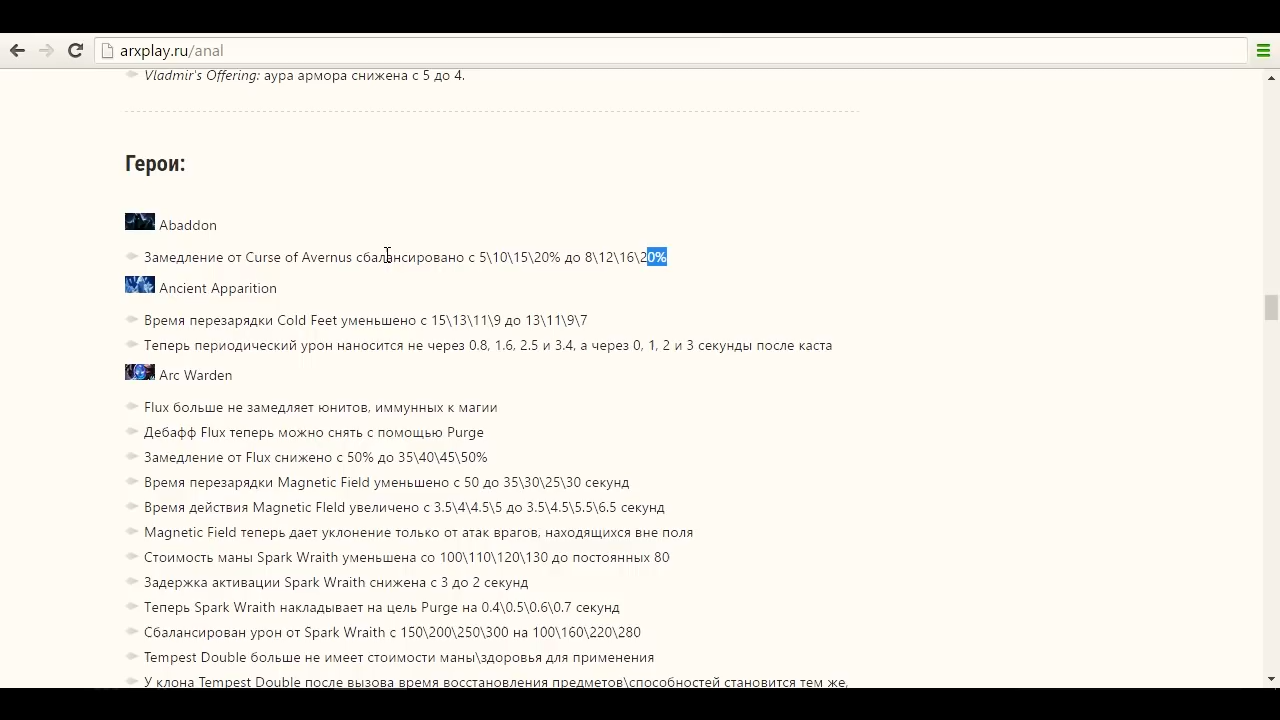 arxplay.ru/anal
Vladmir's Offering: аура армора снижена с 5 до 4.
Герои:
Abaddon
Замедление от Curse of Avernus сбалансировано с 5\10\15\20% до 8\12\16\20%
Ancient Apparition
Время перезарядки Cold Feet уменьшено с 15\13\11\9 до 13\11\9\7
Теперь периодический урон наносится не через 0.8, 1.6, 2.5 и 3.4, а через 0, 1, 2 и 3 секунды после каста
Arc Warden
Flux больше не замедляет юнитов, иммунных к магии
Дебафф Flux теперь можно снять с помощью Purge
Замедление от Flux снижено с 50% до 35\40\45\50%
Время перезарядки Magnetic Field уменьшено с 50 до 35\30\25\30 секунд
Время действия Magnetic FIeld увеличено с 3.5\4\4.5\5 до 3.5\4.5\5.5\6.5 секунд
Magnetic Field теперь дает уклонение только от атак врагов, находящихся вне поля
Стоимость маны Spark Wraith уменьшена со 100\110\120\130 до постоянных 80
Задержка активации Spark Wraith снижена с 3 до 2 секунд
Теперь Spark Wraith накладывает на цель Purge на 0.4\0.5\0.6\0.7 секунд
Сбалансирован урон от Spark Wraith с 150\200\250\300 на 100\160\220\280
Tempest Double больше не имеет стоимости маны\здоровья для применения
У клона Tempest Double после вызова время восстановления предметов\способностей становится тем же,